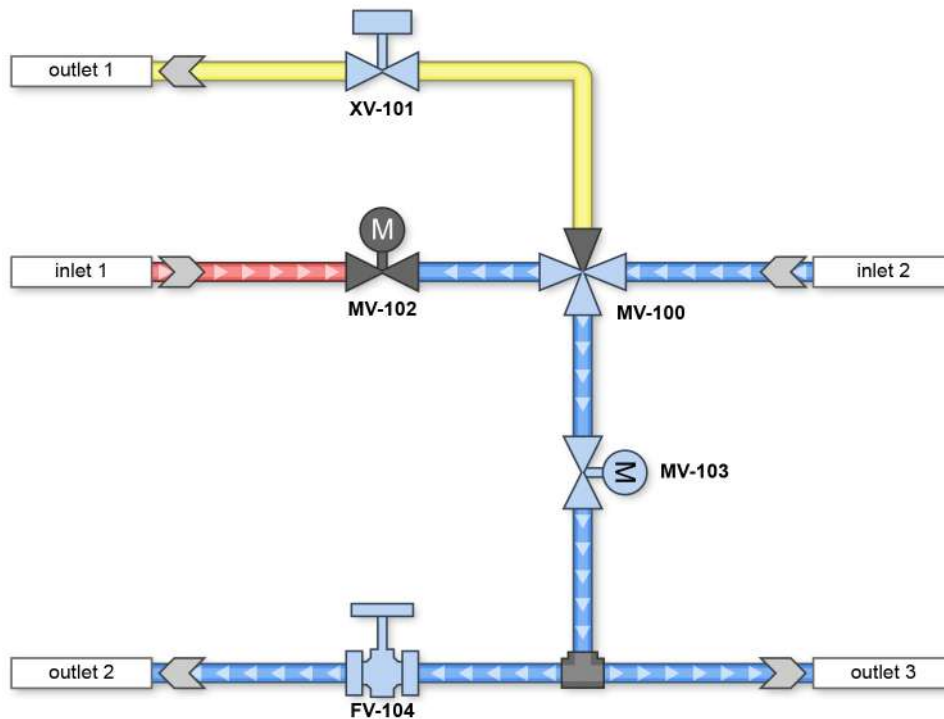 outlet 1
XV-101
M
inlet 1
inlet 2
MV-102
MV-100
M
MV-103
outlet 2
outlet 3
FV-104